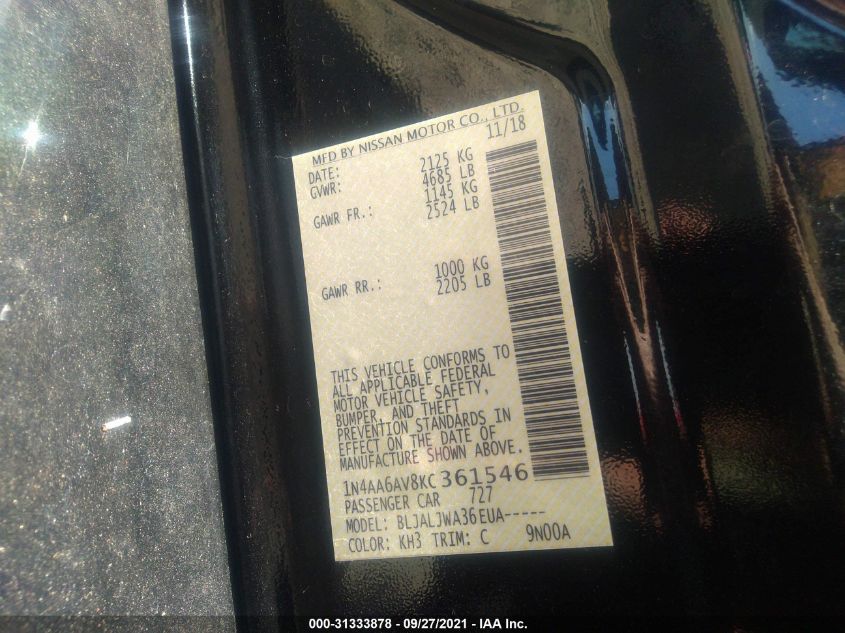 MFD BY NISSAN MOTOR CO., LTD.
DATE: 11/18
GVWR: 2125 KG
4685 LB
GAWR FR.: 1145 KG
2524 LB
GAWR RR.: 1000 KG
2205 LB
THIS VEHICLE CONFORMS TO
ALL APPLICABLE FEDERAL
MOTOR VEHICLE SAFETY,
BUMPER, AND THEFT
PREVENTION STANDARDS IN
EFFECT ON THE DATE OF
MANUFACTURE SHOWN ABOVE.
1N4AA6AV8KC361546
PASSENGER CAR 727
MODEL: BLJALJWA36EUA-----
COLOR: KH3 TRIM: C 9N00A
000-31333878 - 09/27/2021 - IAA Inc.